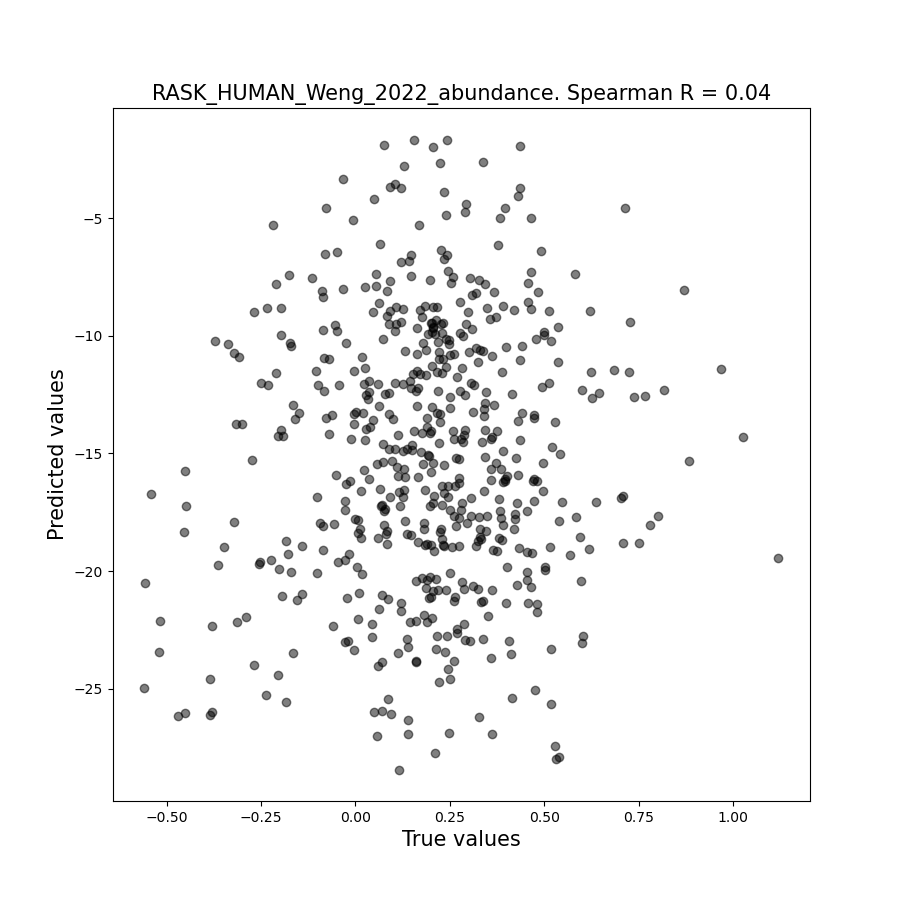 RASK_HUMAN_Weng_2022_abundance. Spearman R = 0.04
Predicted values
−5
−10
−15
−20
−25
−0.50 −0.25 0.00 0.25 0.50 0.75 1.00
True values